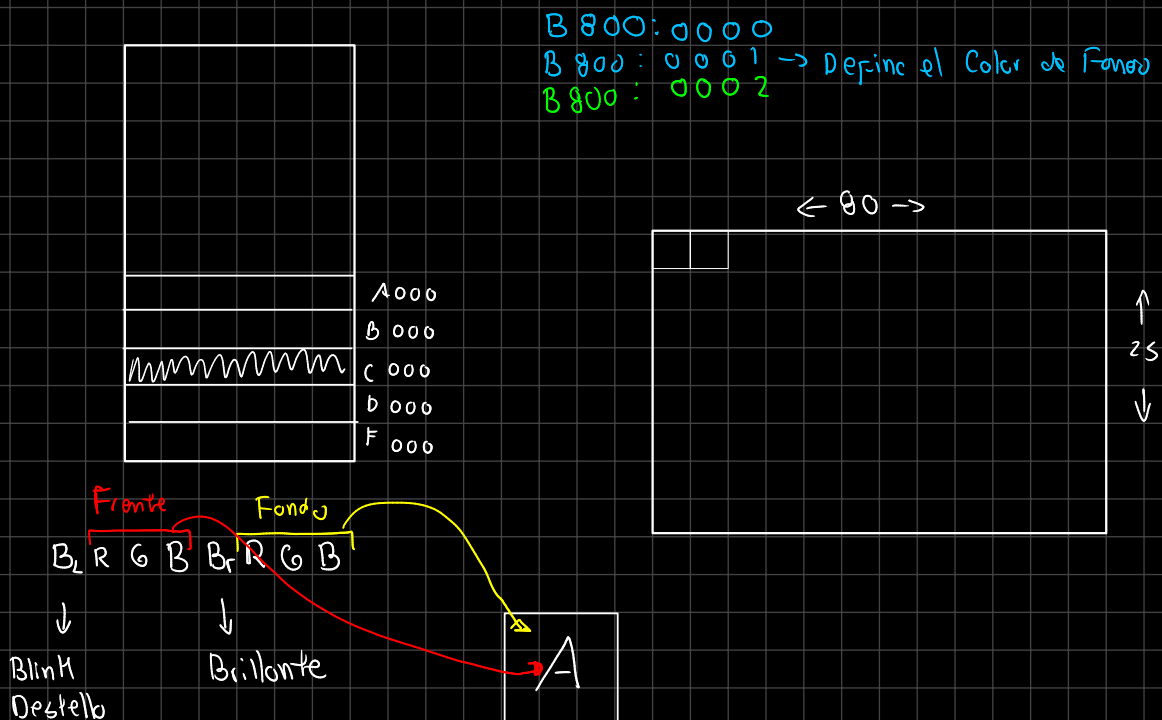 B800:0000
B800:0001 → Define el Color de Fondo
B800:0002
← 80 →
A000
B000
C000
D000
F000
↑
25
↓
Frente
Fondo
BL R G B Br R G B
↓ ↓
Blink Brillante
Destello
A